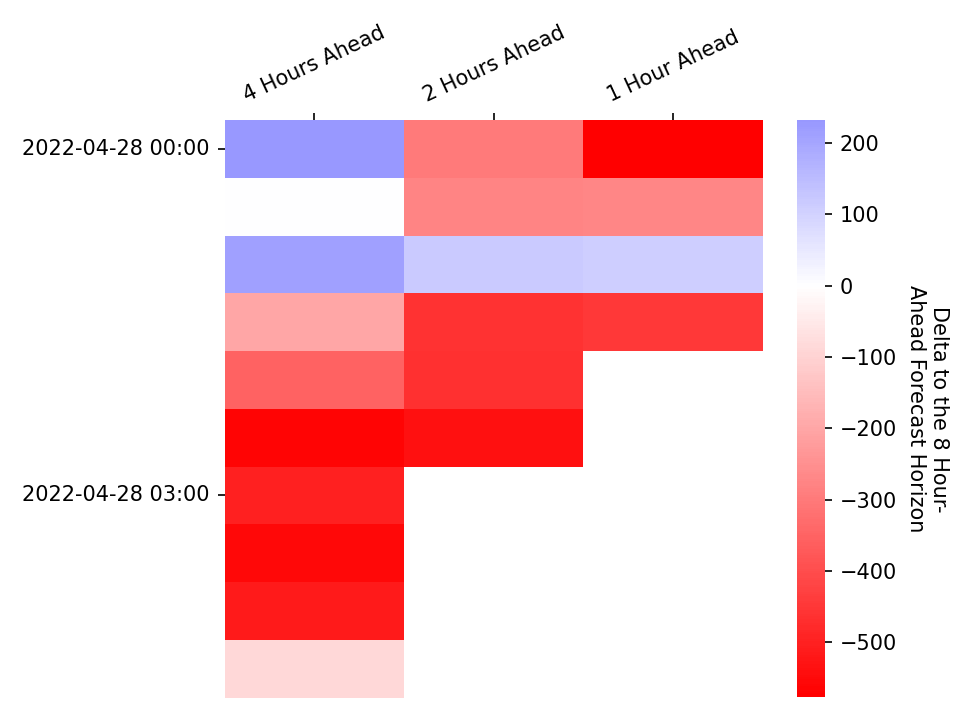 4 Hours Ahead
2 Hours Ahead
1 Hour Ahead
2022-04-28 00:00
2022-04-28 03:00
200
100
0
−100
−200
−300
−400
−500
Delta to the 8 Hour-
Ahead Forecast Horizon